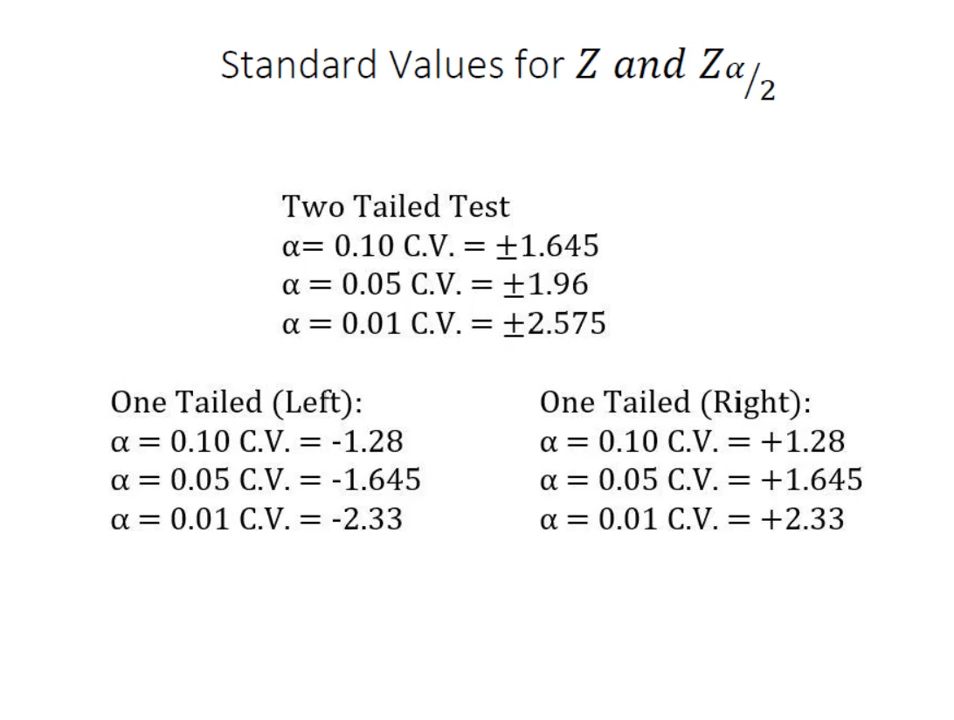 Standard Values for Z and Zα/2
Two Tailed Test
α= 0.10 C.V. = ±1.645
α = 0.05 C.V. = ±1.96
α = 0.01 C.V. = ±2.575
One Tailed (Left):
α = 0.10 C.V. = -1.28
α = 0.05 C.V. = -1.645
α = 0.01 C.V. = -2.33
One Tailed (Right):
α = 0.10 C.V. = +1.28
α = 0.05 C.V. = +1.645
α = 0.01 C.V. = +2.33